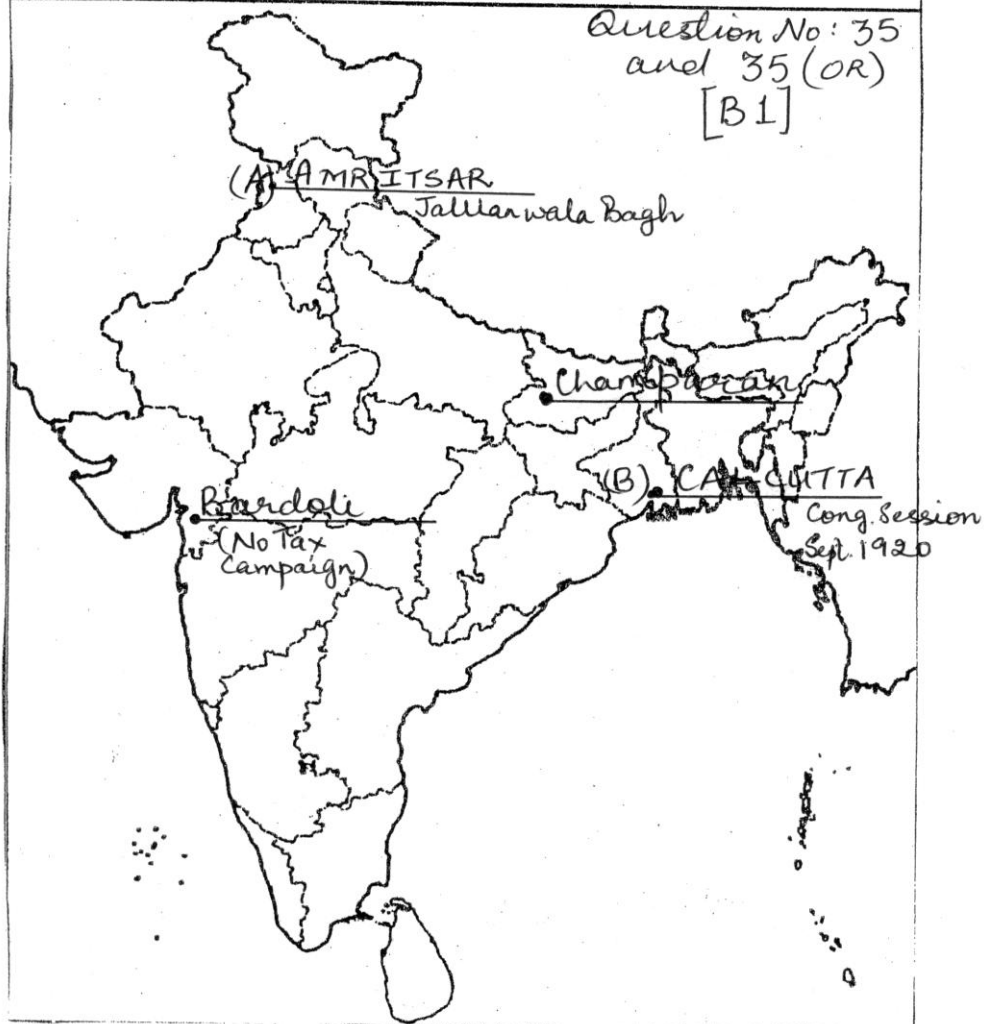 Question No: 35
and 35 (OR)
[B1]
(A) AMRITSAR
Jallianwala Bagh
Champaran
(B) CALCUTTA
Cong. Session
Sept. 1920
Bardoli
(No Tax
Campaign)